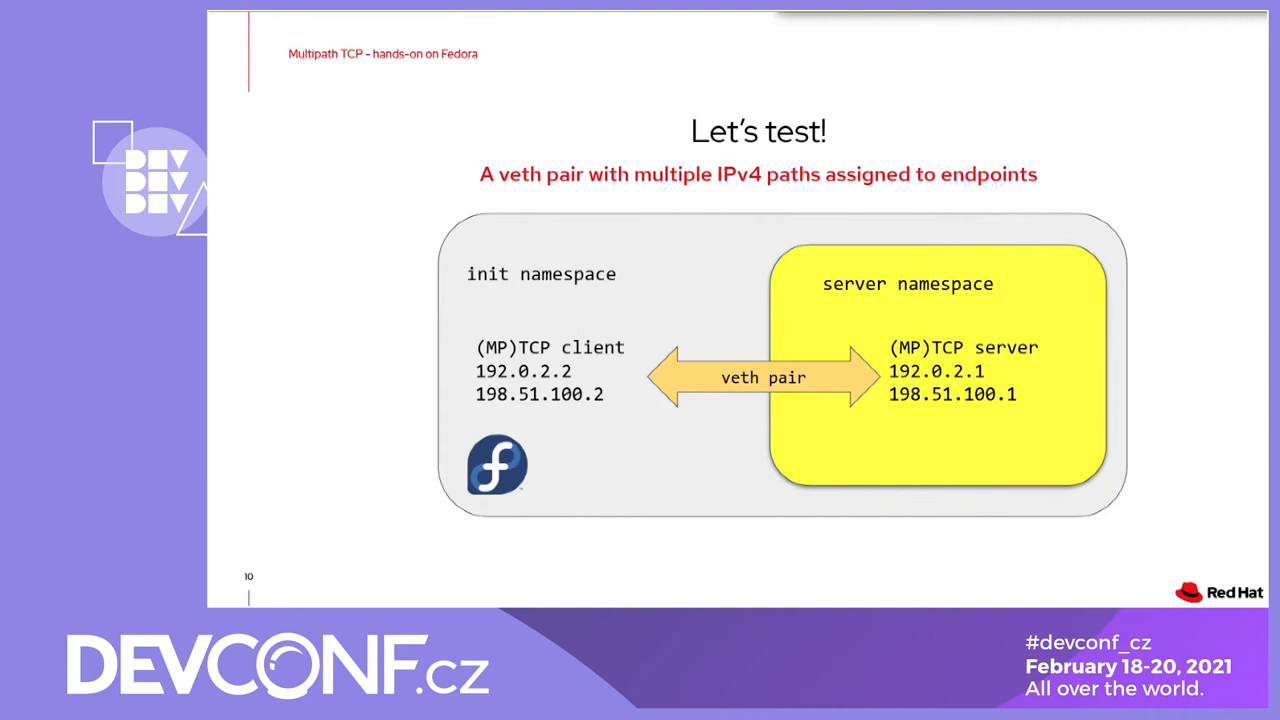 Multipath TCP - hands-on on Fedora
Let's test!
A veth pair with multiple IPv4 paths assigned to endpoints
DEV
DEV
DEV
init namespace
server namespace
(MP)TCP client
192.0.2.2
198.51.100.2
veth pair
(MP)TCP server
192.0.2.1
198.51.100.1
10
Red Hat
DEVCONF.cz
#devconf_cz
February 18-20, 2021
All over the world.